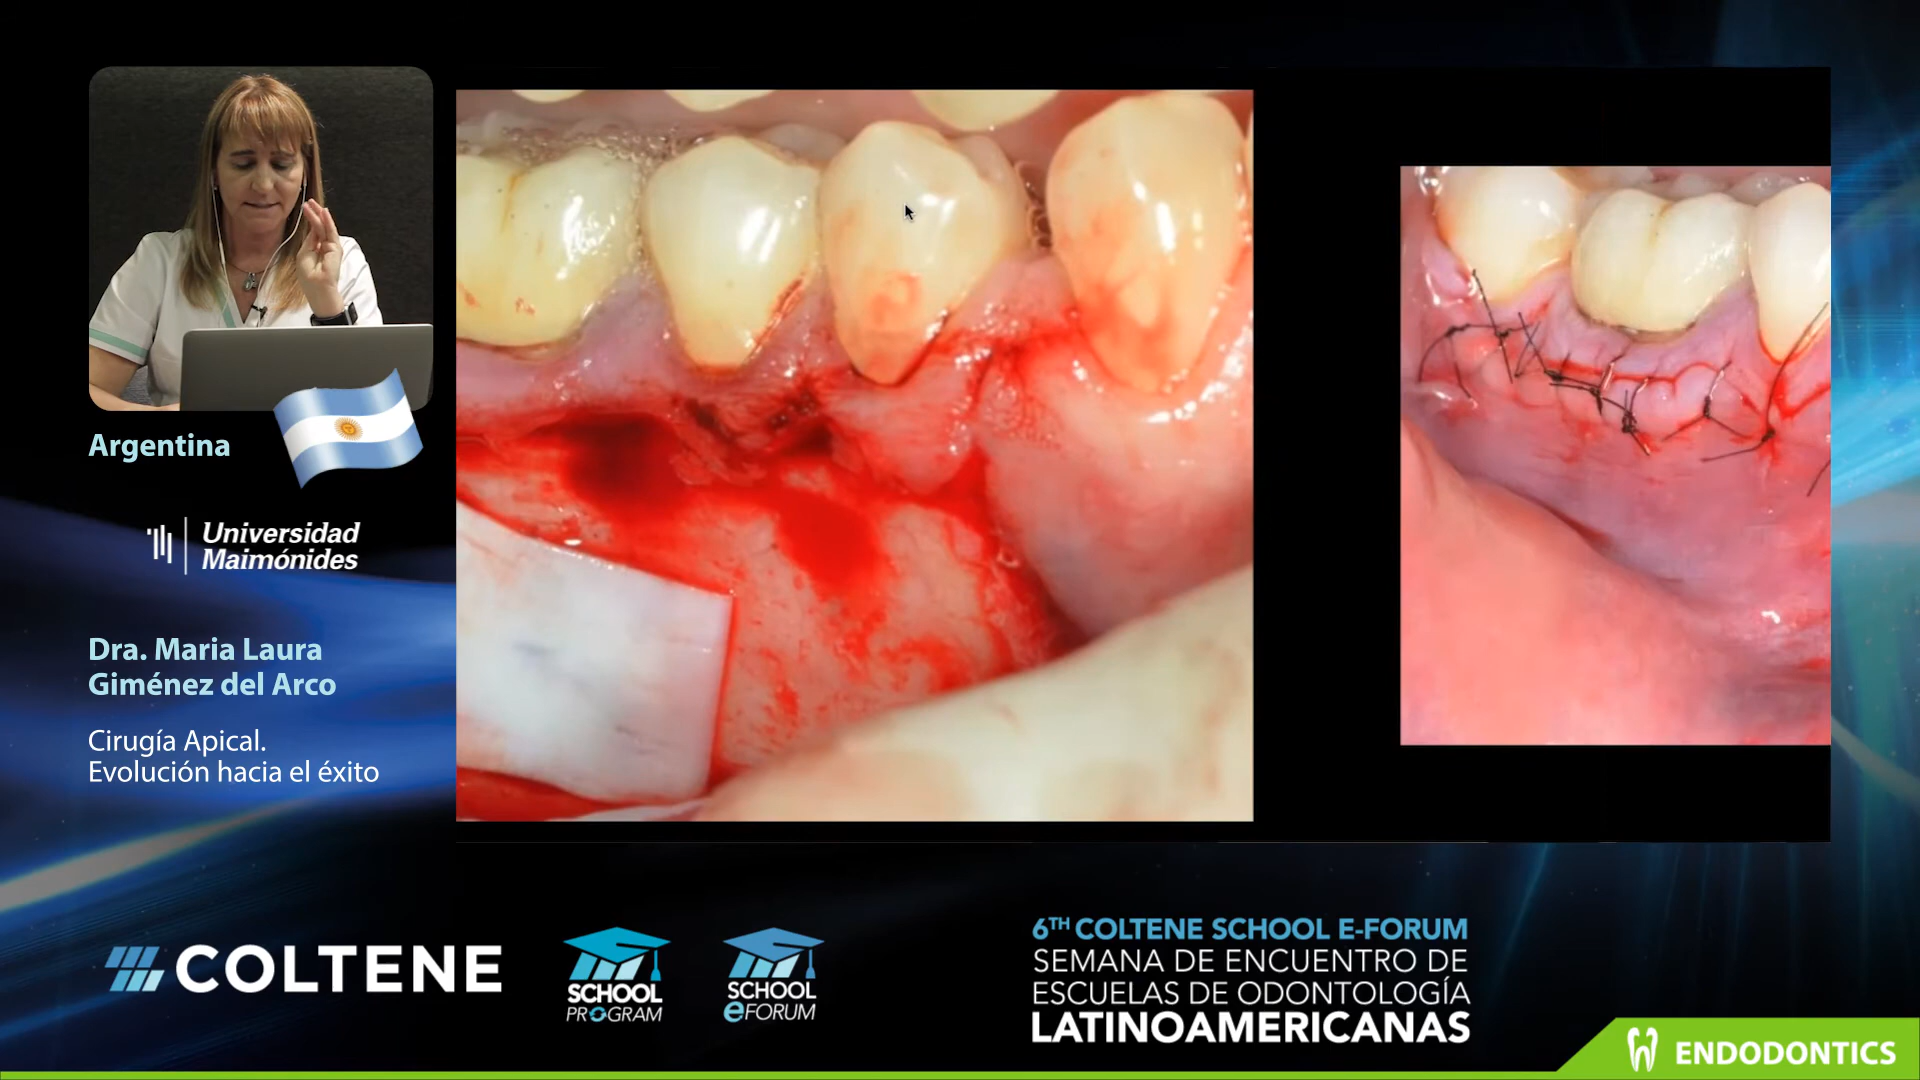 Argentina
Universidad
Maimónides
Dra. Maria Laura
Giménez del Arco
Cirugía Apical.
Evolución hacia el éxito
COLTENE
SCHOOL
PROGRAM
SCHOOL
eFORUM
6TH COLTENE SCHOOL E-FORUM
SEMANA DE ENCUENTRO DE
ESCUELAS DE ODONTOLOGÍA
LATINOAMERICANAS
ENDODONTICS